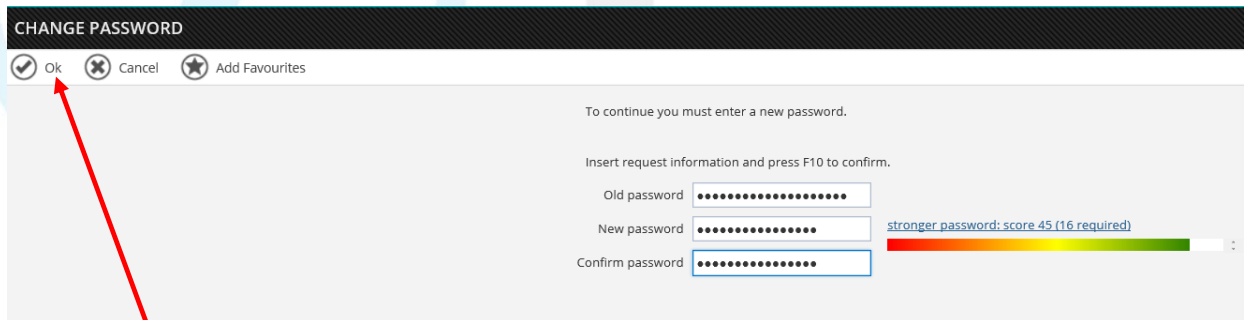 CHANGE PASSWORD
Ok Cancel Add Favourites
To continue you must enter a new password.
Insert request information and press F10 to confirm.
Old password ●●●●●●●●●●●●●●●●●●●●
New password ●●●●●●●●●●●●●●●● stronger password: score 45 (16 required)
Confirm password ●●●●●●●●●●●●●●●●